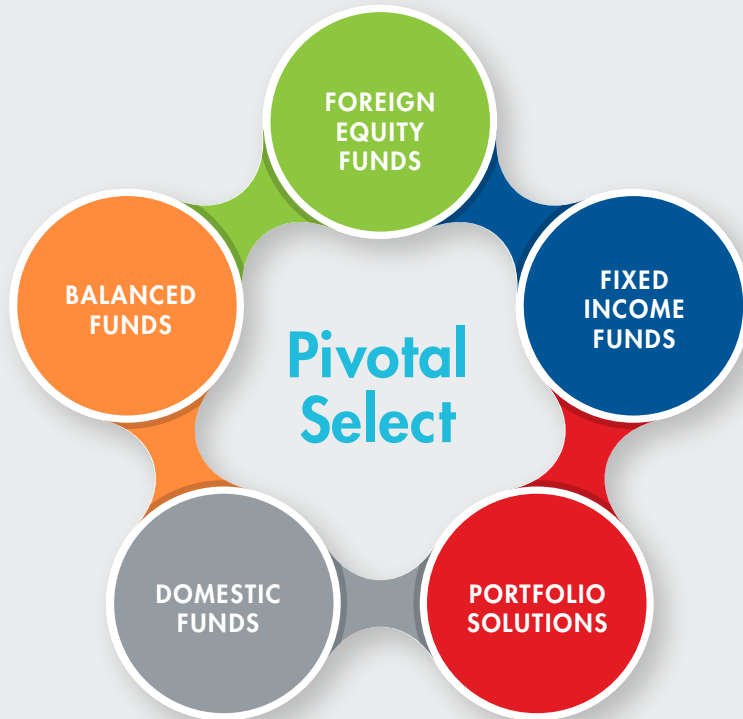 FOREIGN
EQUITY
FUNDS
FIXED
INCOME
FUNDS
PORTFOLIO
SOLUTIONS
DOMESTIC
FUNDS
BALANCED
FUNDS
Pivotal
Select